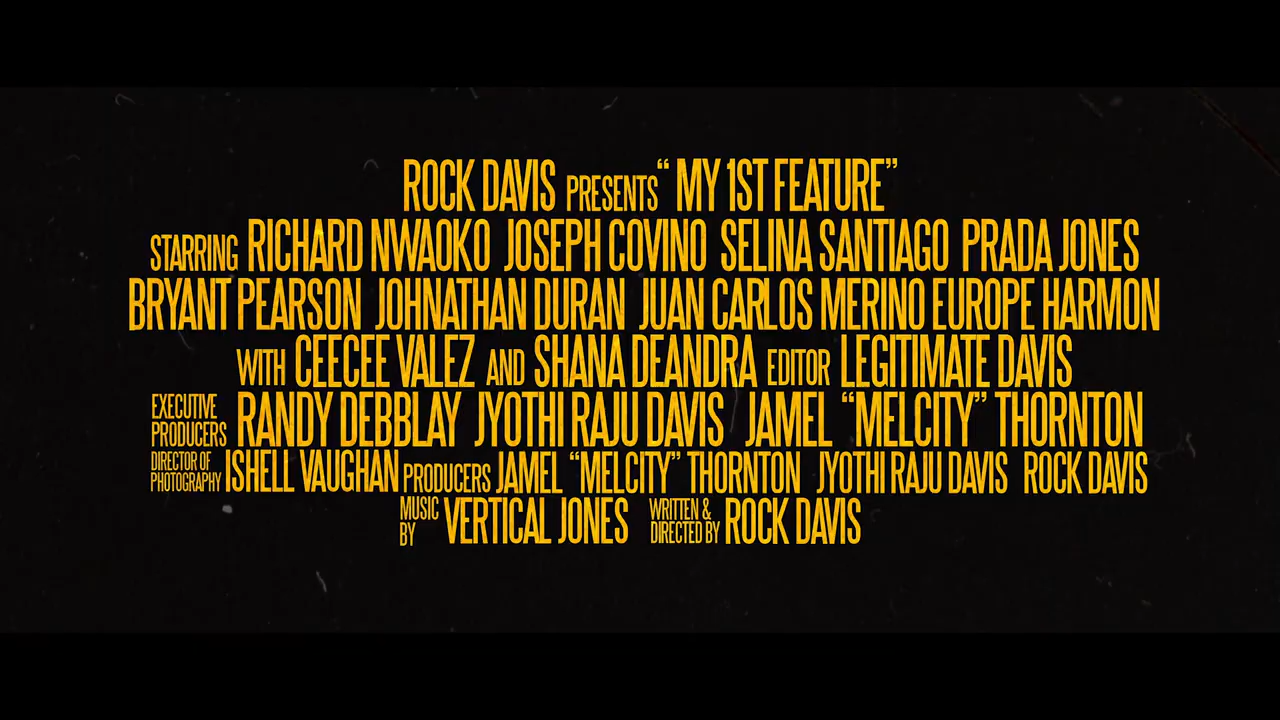 ROCK DAVIS PRESENTS “ MY 1ST FEATURE”
STARRING RICHARD NWAOKO JOSEPH COVINO SELINA SANTIAGO PRADA JONES
BRYANT PEARSON JOHNATHAN DURAN JUAN CARLOS MERINO EUROPE HARMON
WITH CEECEE VALEZ AND SHANA DEANDRA EDITOR LEGITIMATE DAVIS
EXECUTIVE PRODUCERS RANDY DEBBLAY JYOTHI RAJU DAVIS JAMEL “MELCITY” THORNTON
DIRECTOR OF PHOTOGRAPHY ISHELL VAUGHAN PRODUCERS JAMEL “MELCITY” THORNTON JYOTHI RAJU DAVIS ROCK DAVIS
MUSIC BY VERTICAL JONES WRITTEN & DIRECTED BY ROCK DAVIS